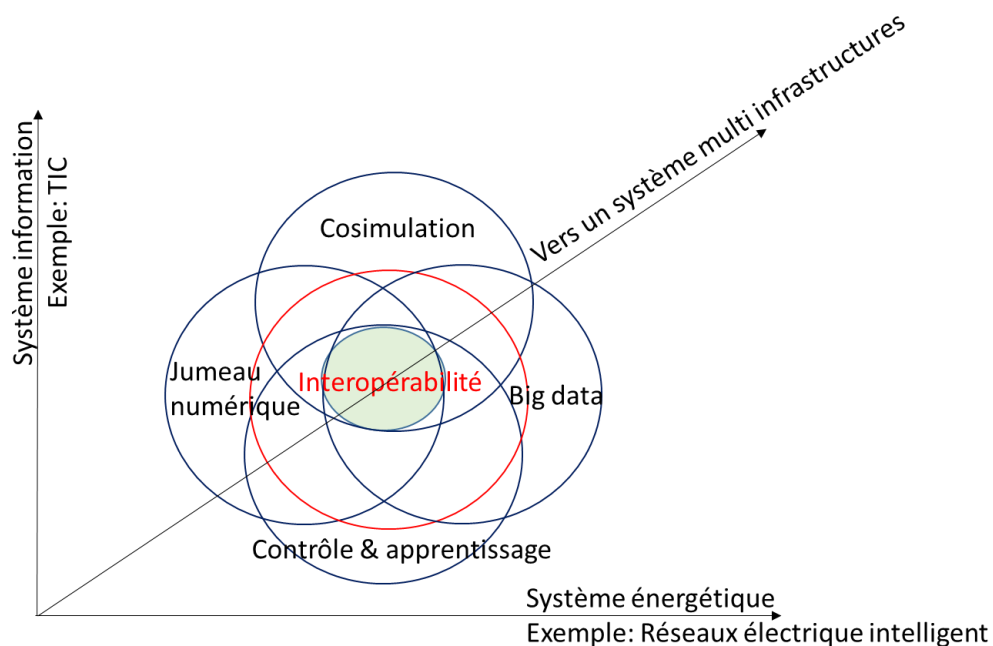 Système information
Exemple: TIC
Vers un système multi infrastructures
Cosimulation
Jumeau
numérique
Interopérabilité
Big data
Contrôle & apprentissage
Système énergétique
Exemple: Réseaux électrique intelligent